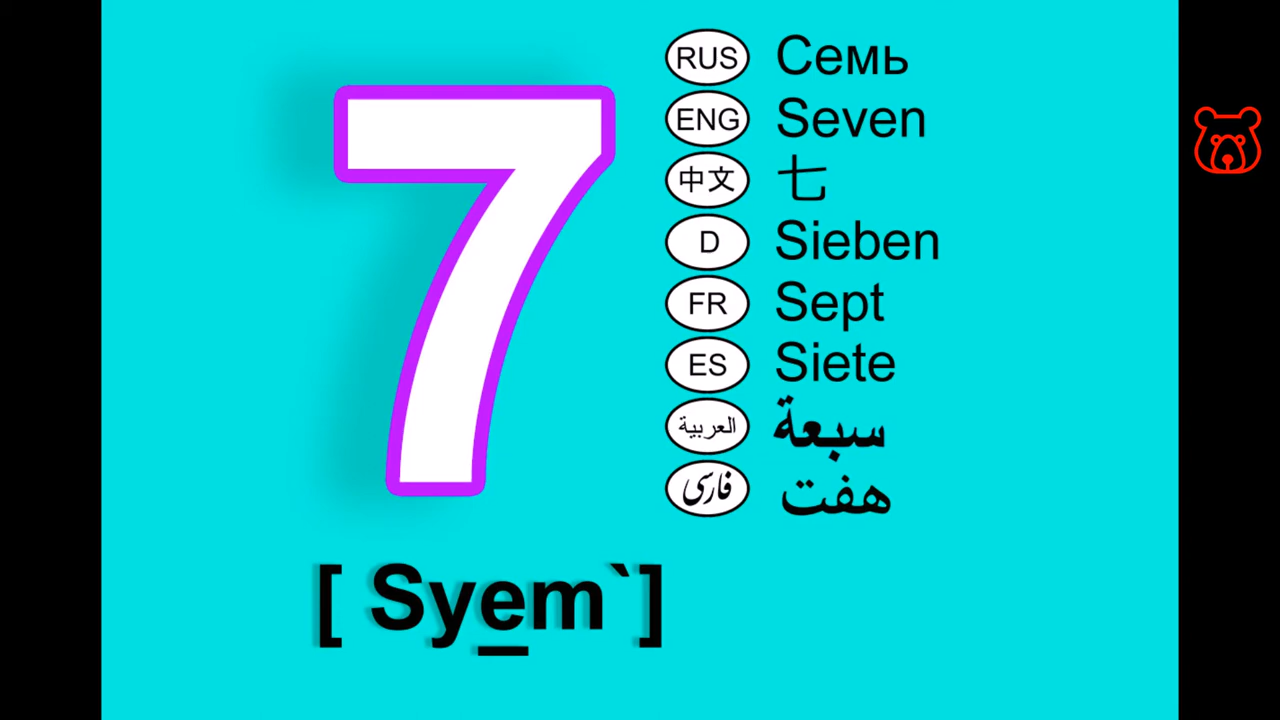 7
RUS Семь
ENG Seven
中文 七
D Sieben
FR Sept
ES Siete
العربية سبعة
فارسی هفت
[ Syem`]